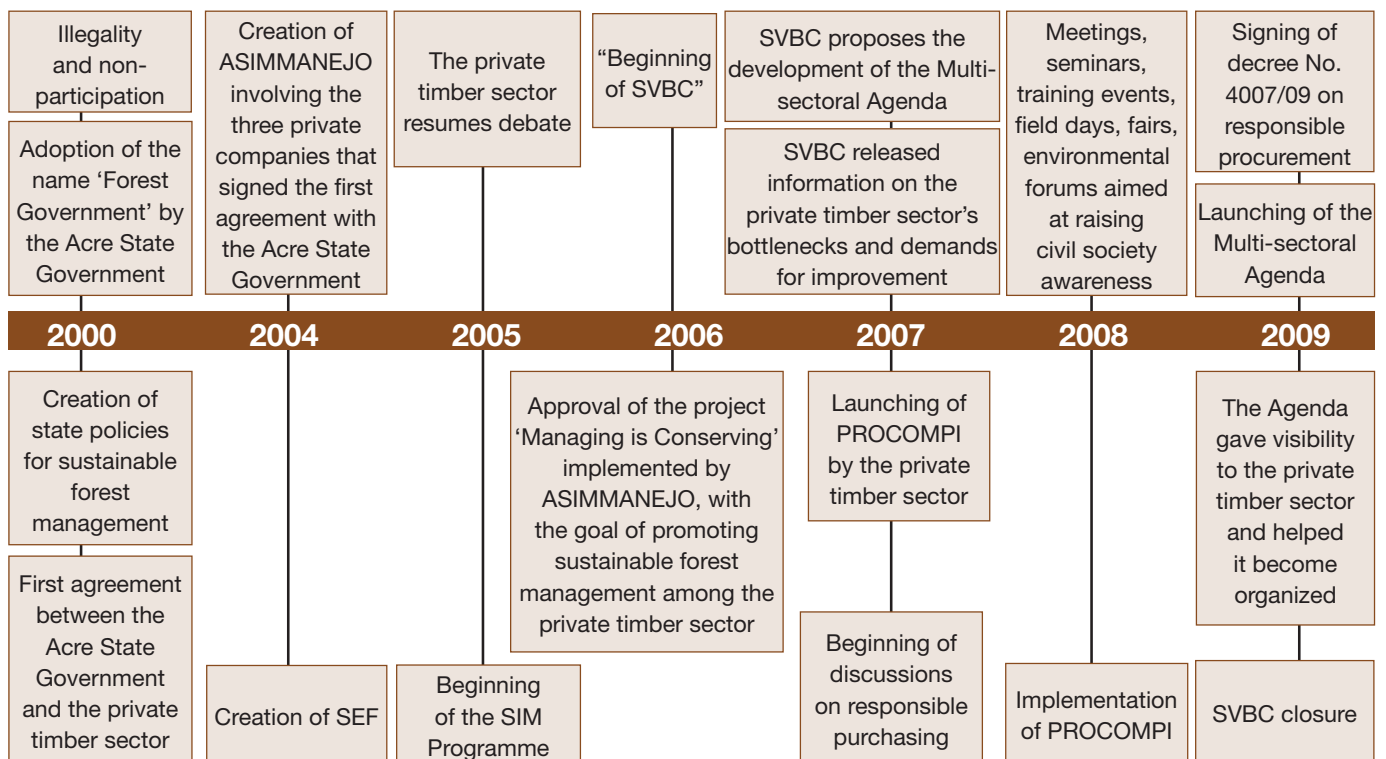 Illegality
and non-
participation
Adoption of the
name ‘Forest
Government’ by
the Acre State
Government
Creation of
ASIMMANEJO
involving the
three private
companies that
signed the first
agreement with
the Acre State
Government
The private
timber sector
resumes debate
“Beginning
of SVBC”
SVBC proposes the
development of the Multi-
sectoral Agenda
SVBC released
information on the
private timber sector’s
bottlenecks and demands
for improvement
Meetings,
seminars,
training events,
field days, fairs,
environmental
forums aimed
at raising
civil society
awareness
Signing of
decree No.
4007/09 on
responsible
procurement
Launching of the
Multi-sectoral
Agenda
2000 2004 2005 2006 2007 2008 2009
Creation of
state policies
for sustainable
forest
management
First agreement
between the
Acre State
Government
and the private
timber sector
Creation of SEF
Beginning
of the SIM
Programme
Approval of the project
‘Managing is Conserving’
implemented by
ASIMMANEJO, with
the goal of promoting
sustainable forest
management among the
private timber sector
Launching of
PROCOMPI
by the private
timber sector
Beginning of
discussions
on responsible
purchasing
Implementation
of PROCOMPI
The Agenda
gave visibility
to the private
timber sector
and helped
it become
organized
SVBC closure